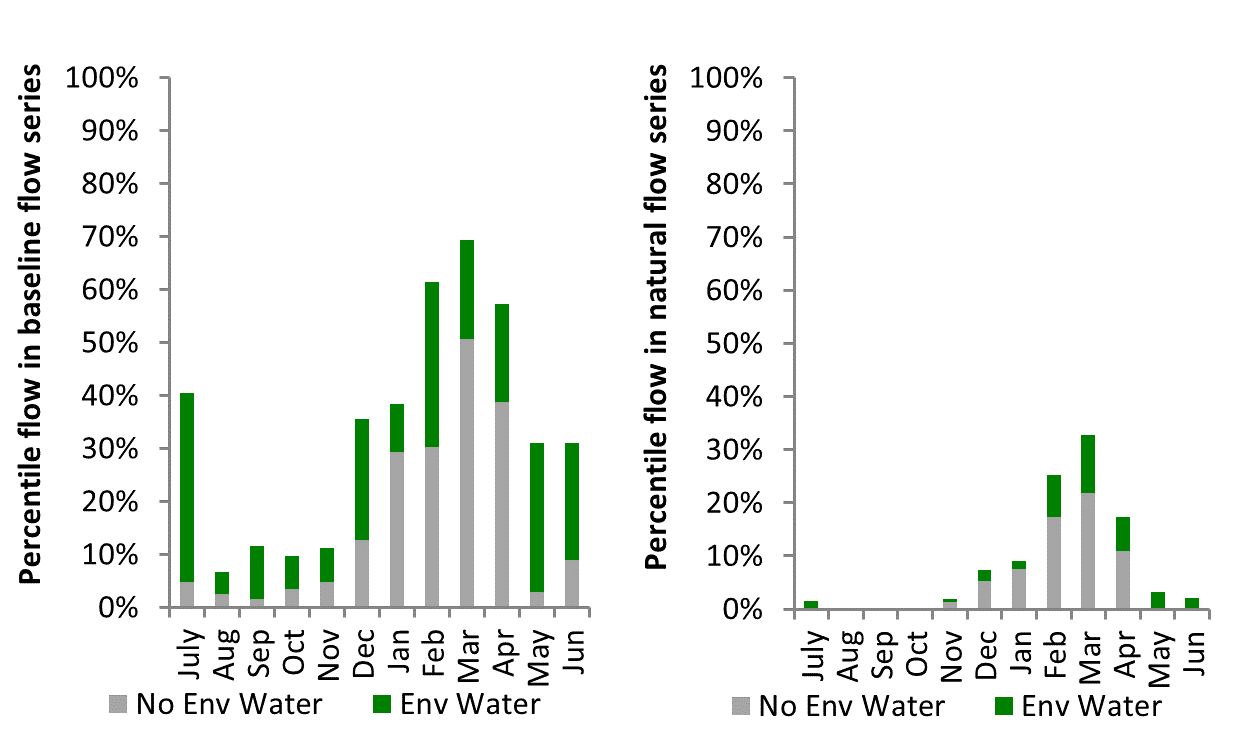 Percentile flow in baseline flow series
100%
90%
80%
70%
60%
50%
40%
30%
20%
10%
0%
July
Aug
Sep
Oct
Nov
Dec
Jan
Feb
Mar
Apr
May
Jun
No Env Water
Env Water
Percentile flow in natural flow series
100%
90%
80%
70%
60%
50%
40%
30%
20%
10%
0%
July
Aug
Sep
Oct
Nov
Dec
Jan
Feb
Mar
Apr
May
Jun
No Env Water
Env Water